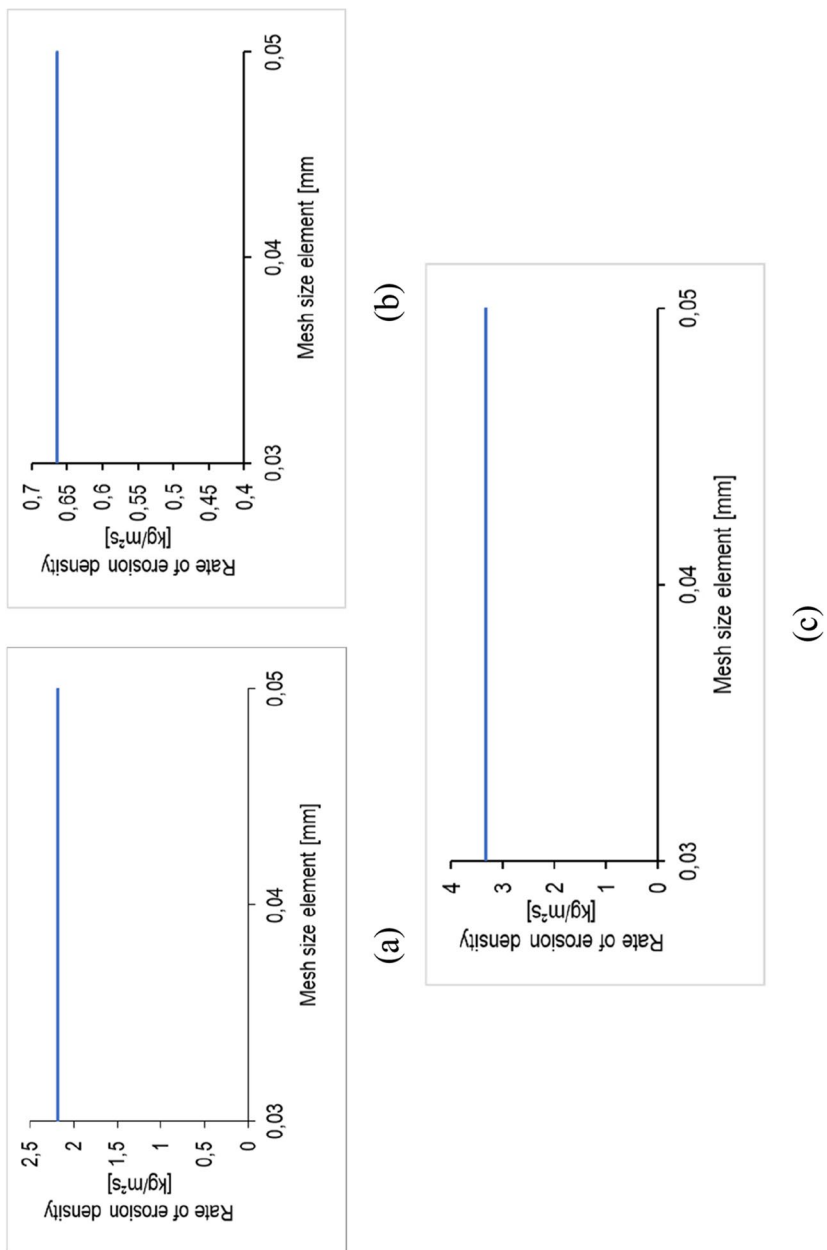 2,5
2
1,5
1
0,5
0
Rate of erosion density
[kg/m²s]
0,03
0,04
0,05
Mesh size element [mm]
(a)
0,7
0,65
0,6
0,55
0,5
0,45
0,4
Rate of erosion density
[kg/m²s]
0,03
0,04
0,05
Mesh size element [mm
(b)
4
3
2
1
0
Rate of erosion density
[kg/m²s]
0,03
0,04
0,05
Mesh size element [mm]
(c)